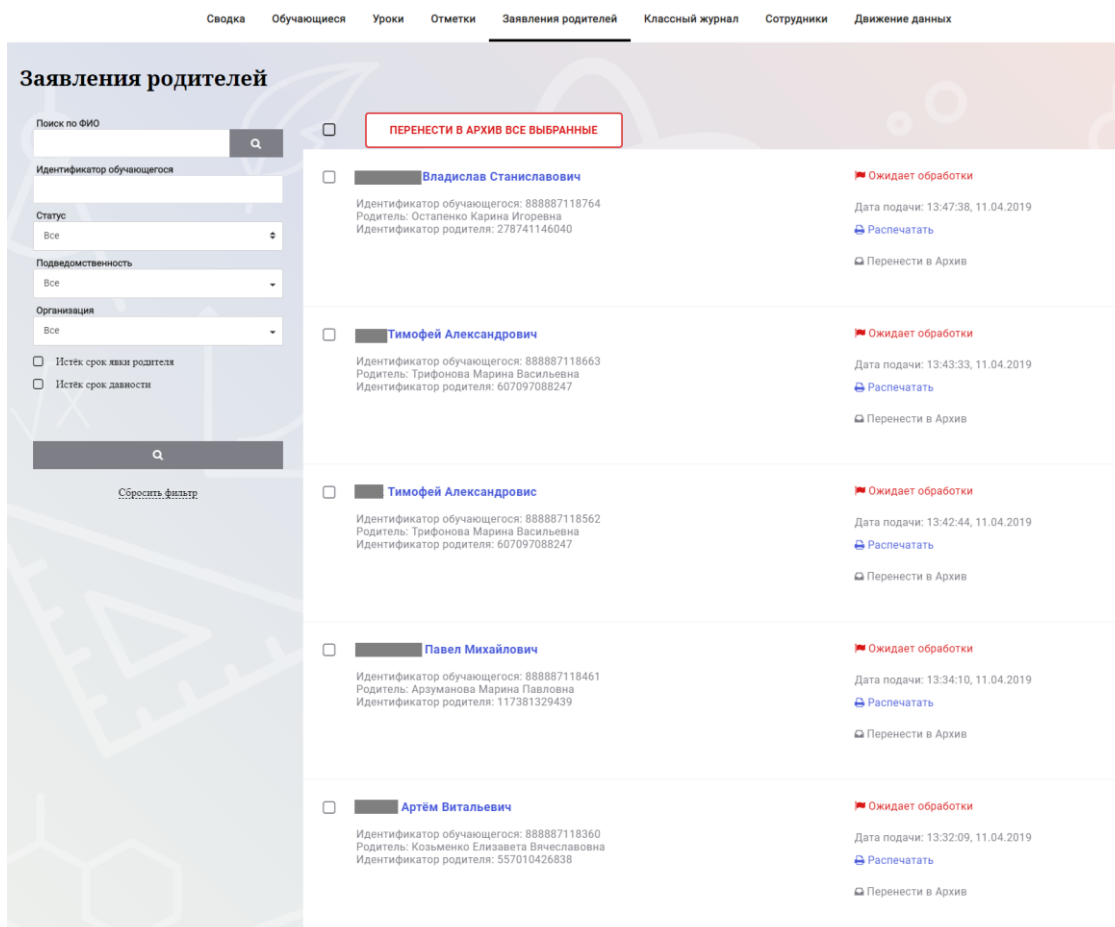 Сводка Обучающиеся Уроки Отметки Заявления родителей Классный журнал Сотрудники Движение данных
Заявления родителей
Поиск по ФИО
Идентификатор обучающегося
Статус
Все
Подведомственность
Все
Организация
Все
Истёк срок явки родителя
Истёк срок давности
Сбросить фильтр
ПЕРЕНЕСТИ В АРХИВ ВСЕ ВЫБРАННЫЕ
Владислав Станиславович
Идентификатор обучающегося: 888887118764
Родитель: Остапенко Карина Игоревна
Идентификатор родителя: 278741146040
Ожидает обработки
Дата подачи: 13:47:38, 11.04.2019
Распечатать
Перенести в Архив
Тимофей Александрович
Идентификатор обучающегося: 888887118663
Родитель: Трифонова Марина Васильевна
Идентификатор родителя: 607097088247
Ожидает обработки
Дата подачи: 13:43:33, 11.04.2019
Распечатать
Перенести в Архив
Тимофей Александровис
Идентификатор обучающегося: 888887118562
Родитель: Трифонова Марина Васильевна
Идентификатор родителя: 607097088247
Ожидает обработки
Дата подачи: 13:42:44, 11.04.2019
Распечатать
Перенести в Архив
Павел Михайлович
Идентификатор обучающегося: 888887118461
Родитель: Арзуманова Марина Павловна
Идентификатор родителя: 117381329439
Ожидает обработки
Дата подачи: 13:34:10, 11.04.2019
Распечатать
Перенести в Архив
Артём Витальевич
Идентификатор обучающегося: 888887118360
Родитель: Козьменко Елизавета Вячеславовна
Идентификатор родителя: 557010426838
Ожидает обработки
Дата подачи: 13:32:09, 11.04.2019
Распечатать
Перенести в Архив